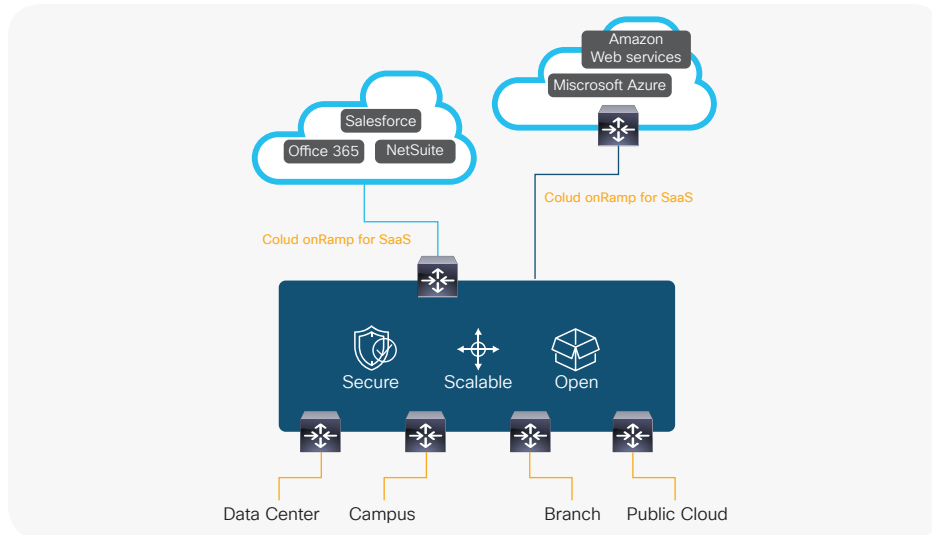 Amazon
Web services
Miscrosoft Azure
Salesforce
Office 365
NetSuite
Colud onRamp for SaaS
Colud onRamp for SaaS
Secure
Scalable
Open
Data Center
Campus
Branch
Public Cloud